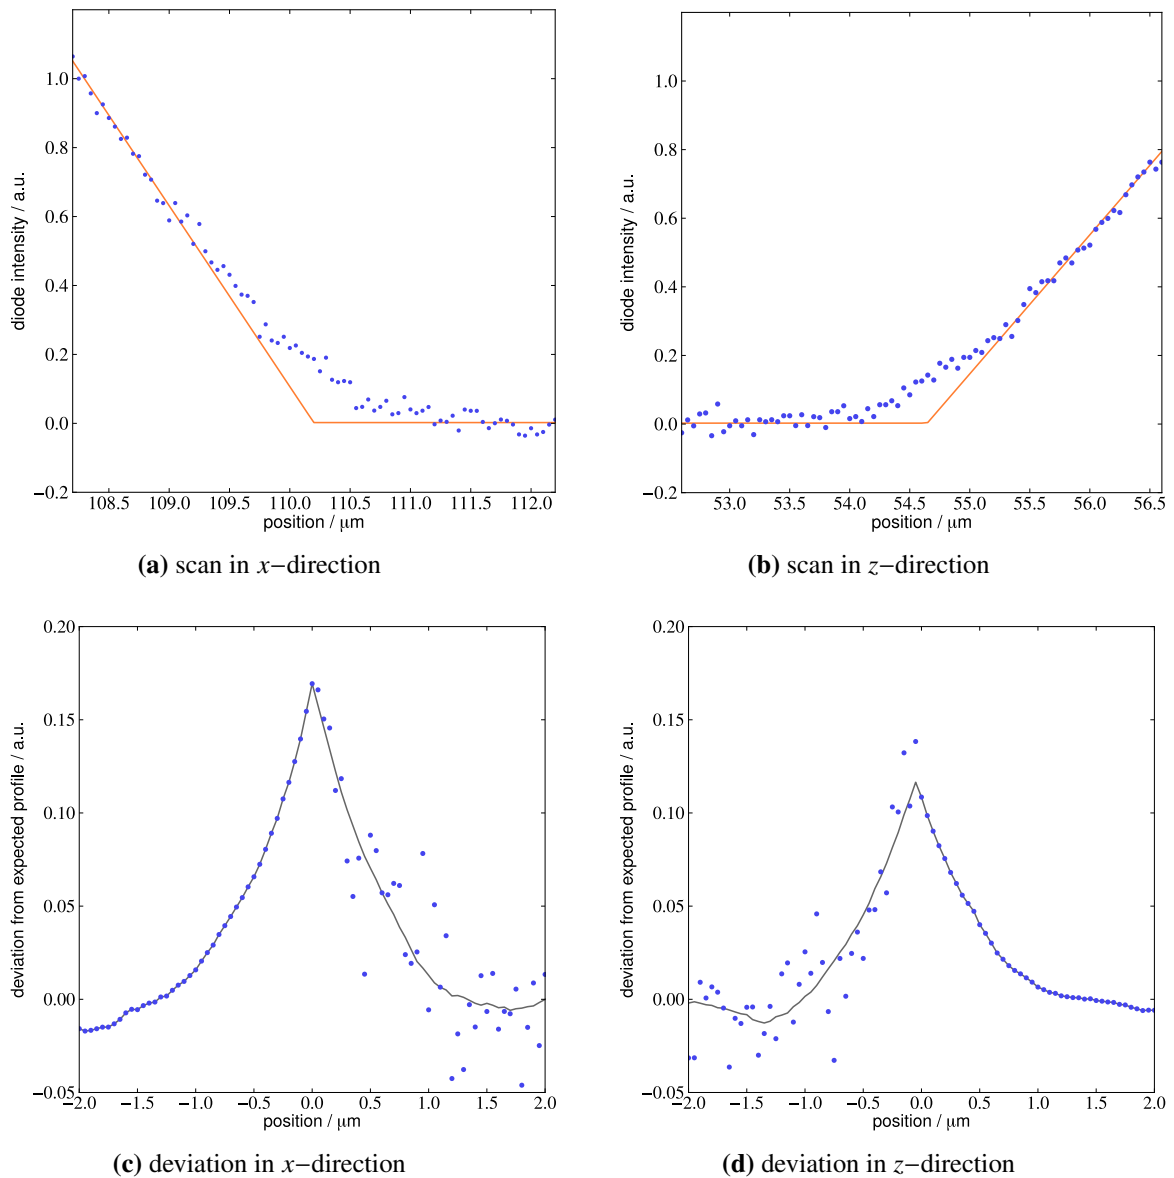 1.0
0.8
0.6
0.4
0.2
0.0
−0.2
diode intensity / a.u.
108.5 109.0 109.5 110.0 110.5 111.0 111.5 112.0
position / μm
(a) scan in x−direction
1.0
0.8
0.6
0.4
0.2
0.0
−0.2
diode intensity / a.u.
53.0 53.5 54.0 54.5 55.0 55.5 56.0 56.5
position / μm
(b) scan in z−direction
0.20
0.15
0.10
0.05
0.00
−0.05
deviation from expected profile / a.u.
−2.0 −1.5 −1.0 −0.5 0.0 0.5 1.0 1.5 2.0
position / μm
(c) deviation in x−direction
0.20
0.15
0.10
0.05
0.00
−0.05
deviation from expected profile / a.u.
−2.0 −1.5 −1.0 −0.5 0.0 0.5 1.0 1.5 2.0
position / μm
(d) deviation in z−direction